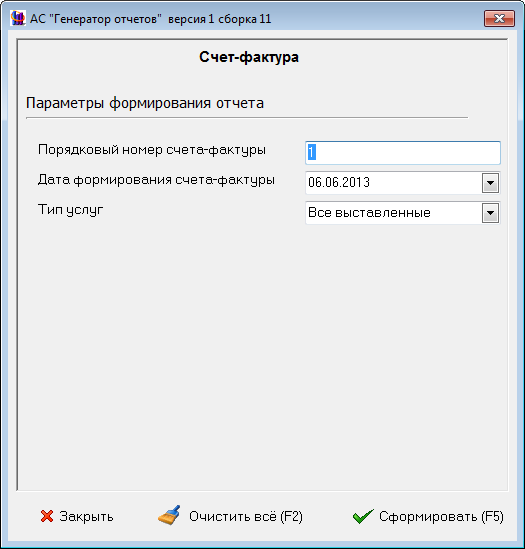 АС "Генератор отчетов" версия 1 сборка 11
Счет-фактура
Параметры формирования отчета
Порядковый номер счета-фактуры 1
Дата формирования счета-фактуры 06.06.2013
Тип услуг Все выставленные
Закрыть Очистить всё (F2) Сформировать (F5)